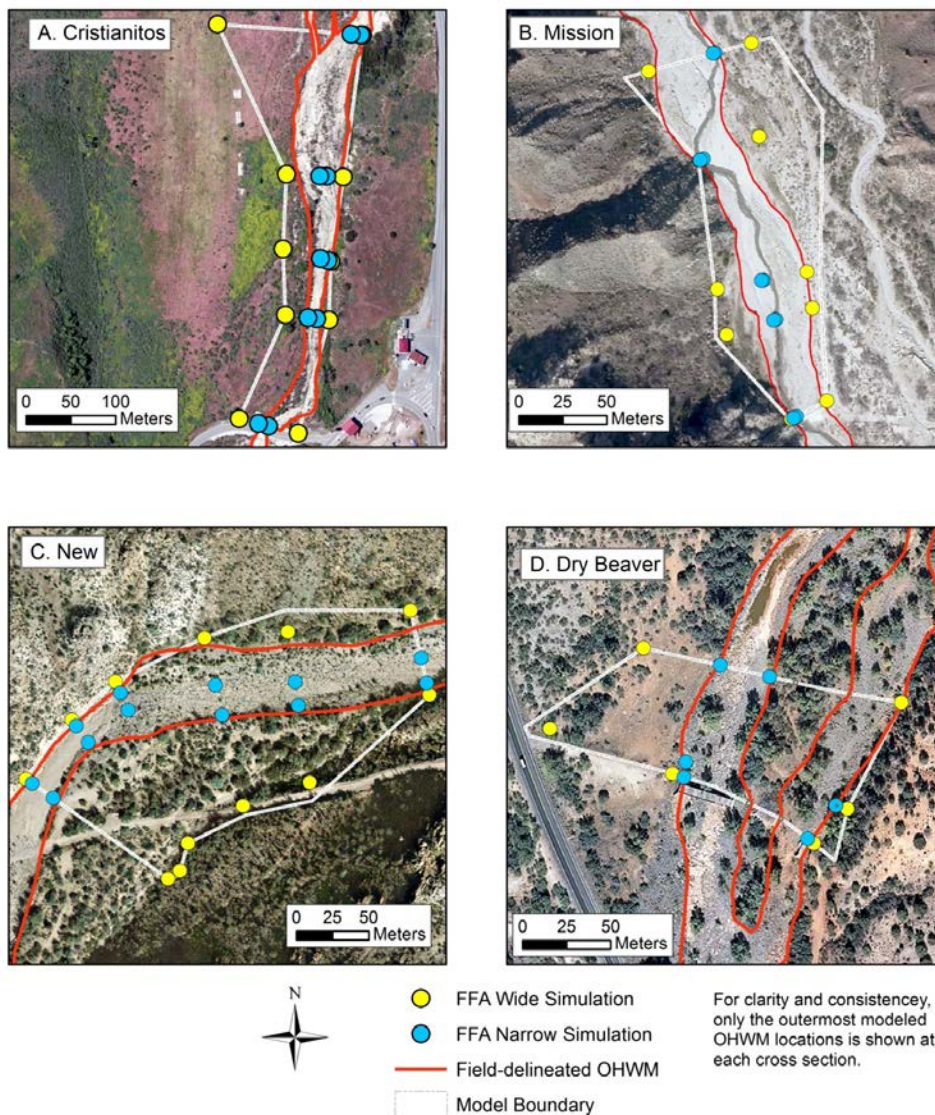 A. Cristianitos
0 50 100
Meters
B. Mission
0 25 50
Meters
C. New
0 25 50
Meters
D. Dry Beaver
0 25 50
Meters
N
FFA Wide Simulation
FFA Narrow Simulation
Field-delineated OHWM
Model Boundary
For clarity and consistencey,
only the outermost modeled
OHWM locations is shown at
each cross section.